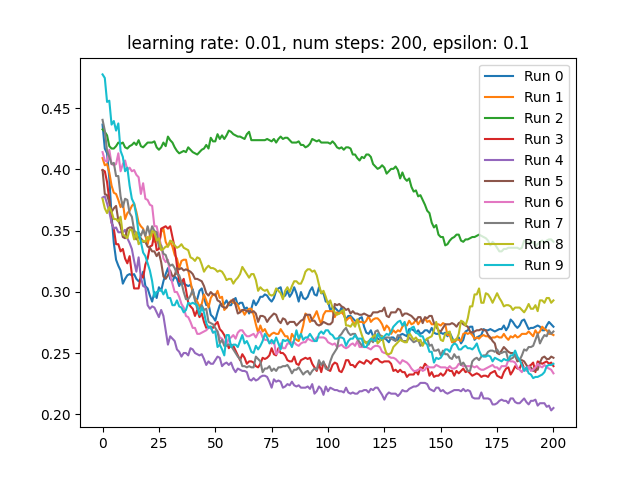 learning rate: 0.01, num steps: 200, epsilon: 0.1
Run 0
Run 1
Run 2
Run 3
Run 4
Run 5
Run 6
Run 7
Run 8
Run 9
0.45
0.40
0.35
0.30
0.25
0.20
0 25 50 75 100 125 150 175 200